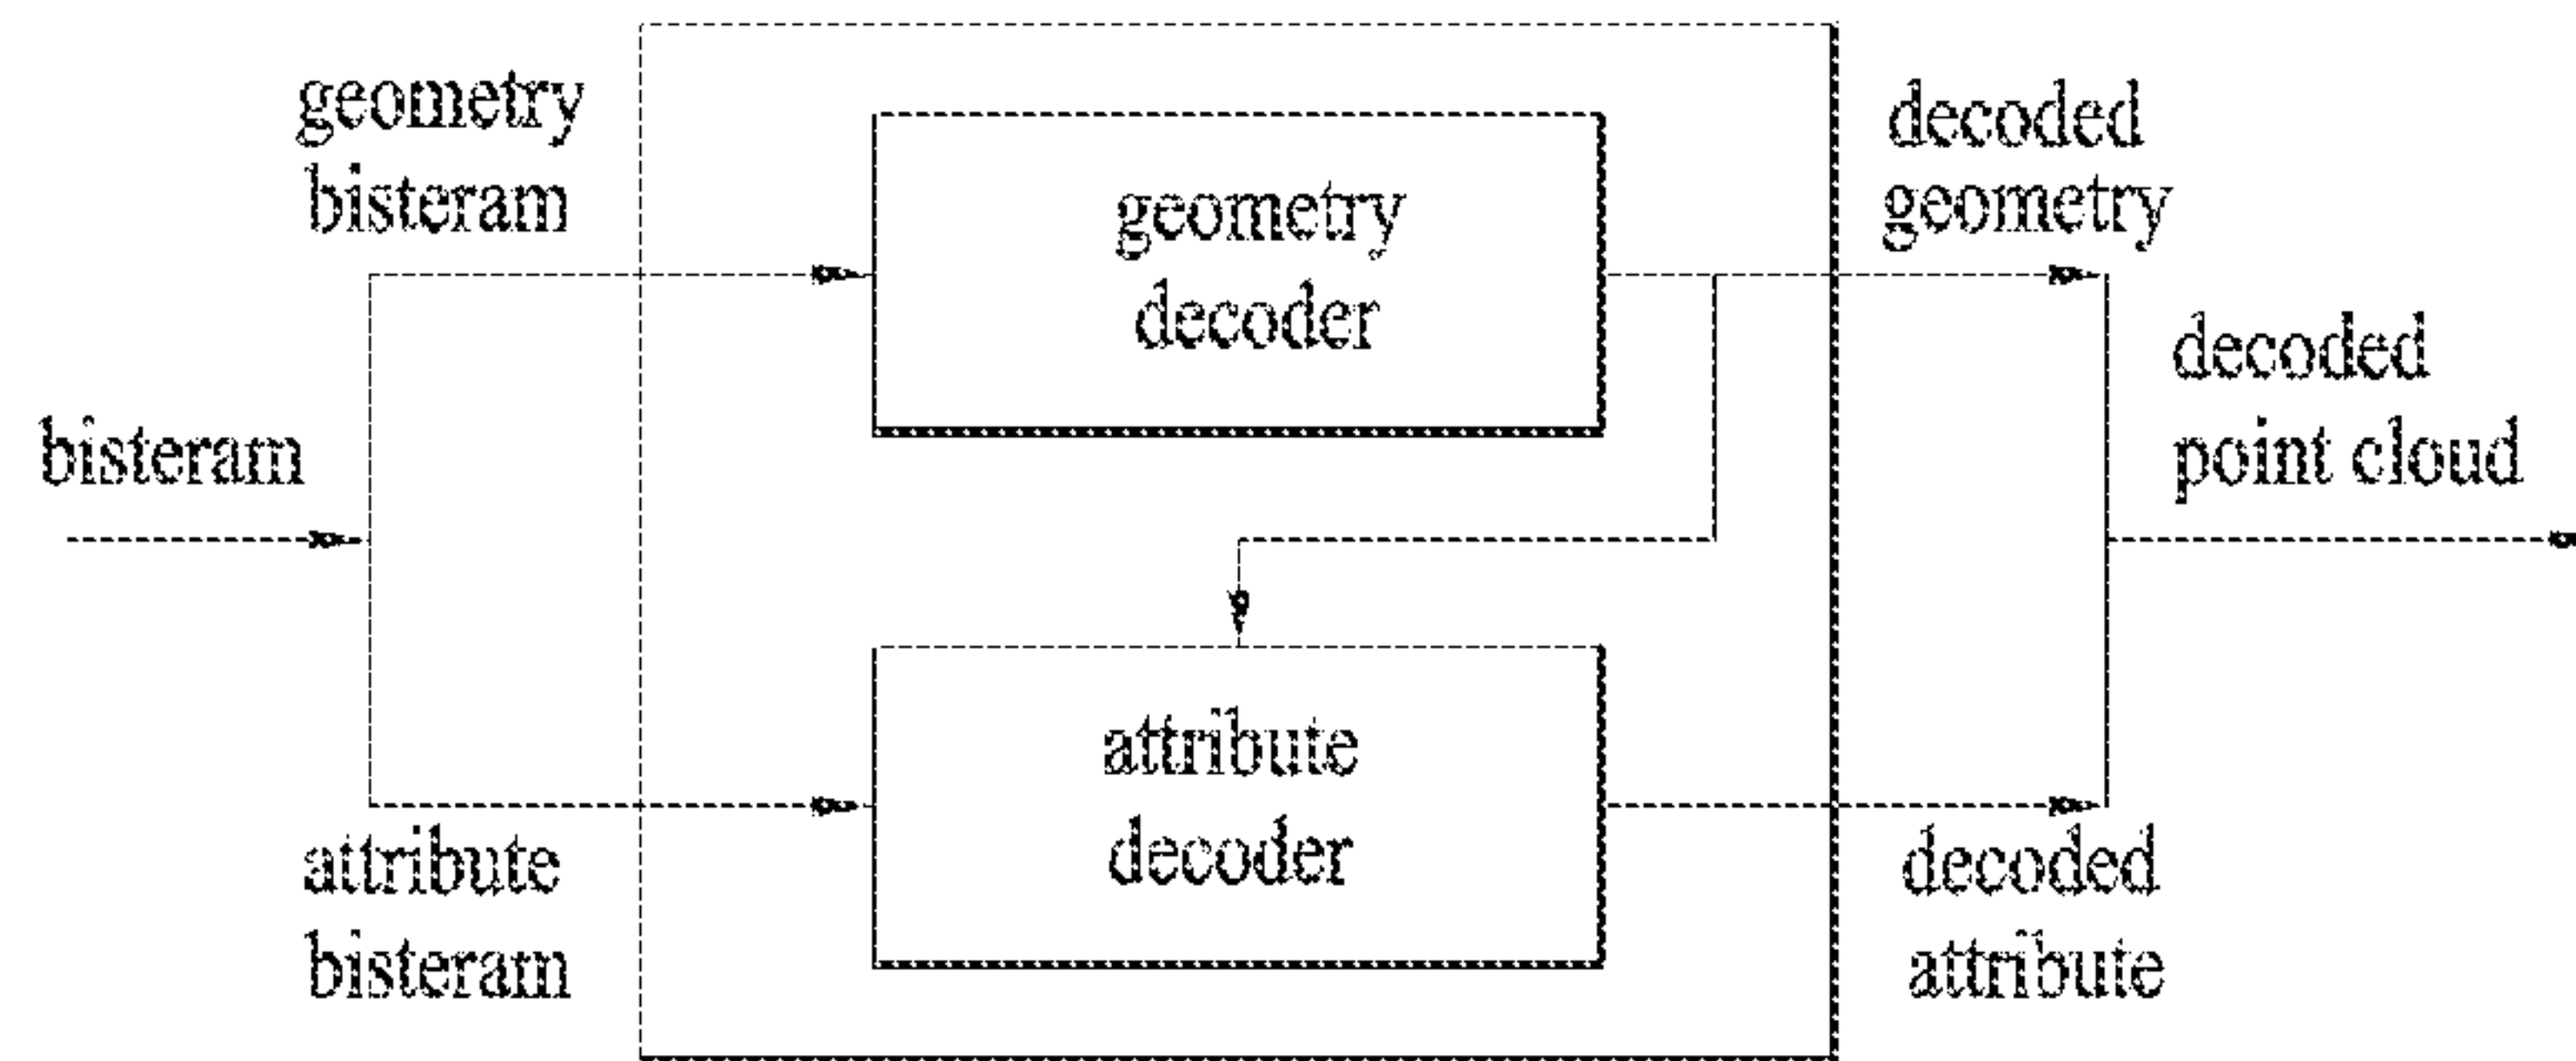 geometry
bisteram
bisteram
attribute
bisteram
geometry
decoder
attribute
decoder
decoded
geometry
decoded
point cloud
decoded
attribute